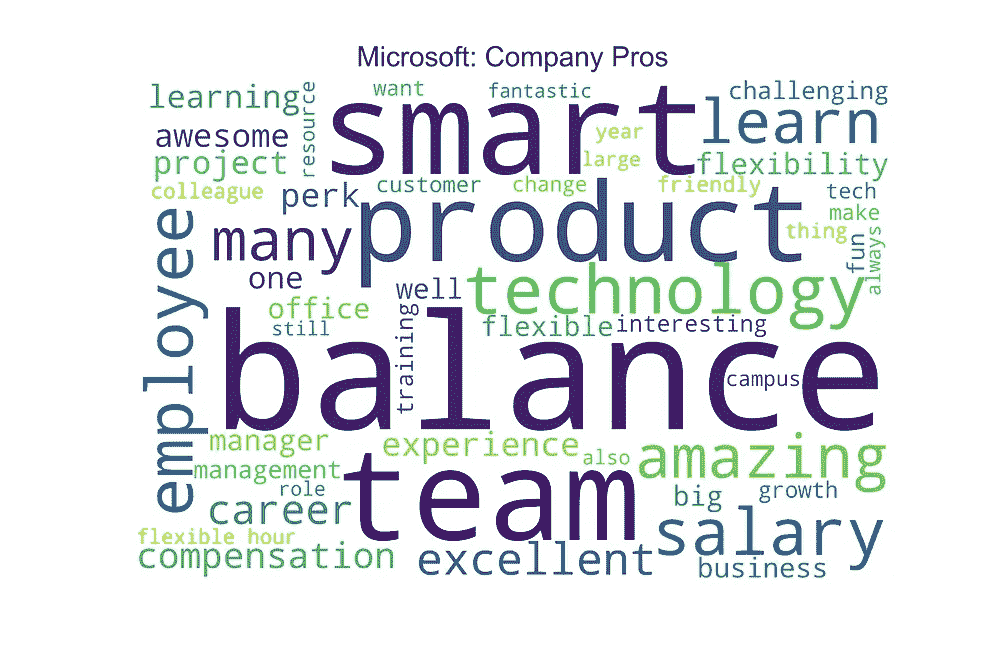 Microsoft: Company Pros
want
fantastic
challenging
learning
resource
smart
learn
awesome
year
project
large
flexibility
colleague
perk
customer
change
friendly
tech
make
employee
many
product
thing
fun
always
one
well
technology
office
still
training
flexible
interesting
balance
campus
manager
experience
also
amazing
management
role
team
big
growth
career
salary
flexible hour
compensation
excellent
business